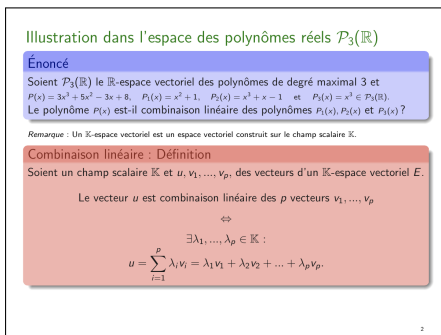 Illustration dans l'espace des polynômes réels 𝒫₃(ℝ)
Énoncé
Soient 𝒫₃(ℝ) le ℝ-espace vectoriel des polynômes de degré maximal 3 et
P(x) = 3x³ + 5x² − 3x + 8, P₁(x) = x² + 1, P₂(x) = x³ + x − 1 et P₃(x) = x³ ∈ 𝒫₃(ℝ).
Le polynôme P(x) est-il combinaison linéaire des polynômes P₁(x), P₂(x) et P₃(x) ?
Remarque : Un 𝕂-espace vectoriel est un espace vectoriel construit sur le champ scalaire 𝕂.
Combinaison linéaire : Définition
Soient un champ scalaire 𝕂 et u, v₁, ..., vₚ, des vecteurs d'un 𝕂-espace vectoriel E.
Le vecteur u est combinaison linéaire des p vecteurs v₁, ..., vₚ
⇔
∃λ₁, ..., λₚ ∈ 𝕂 :
u = ∑ᵢ₌₁ᵖ λᵢvᵢ = λ₁v₁ + λ₂v₂ + ... + λₚvₚ.
2